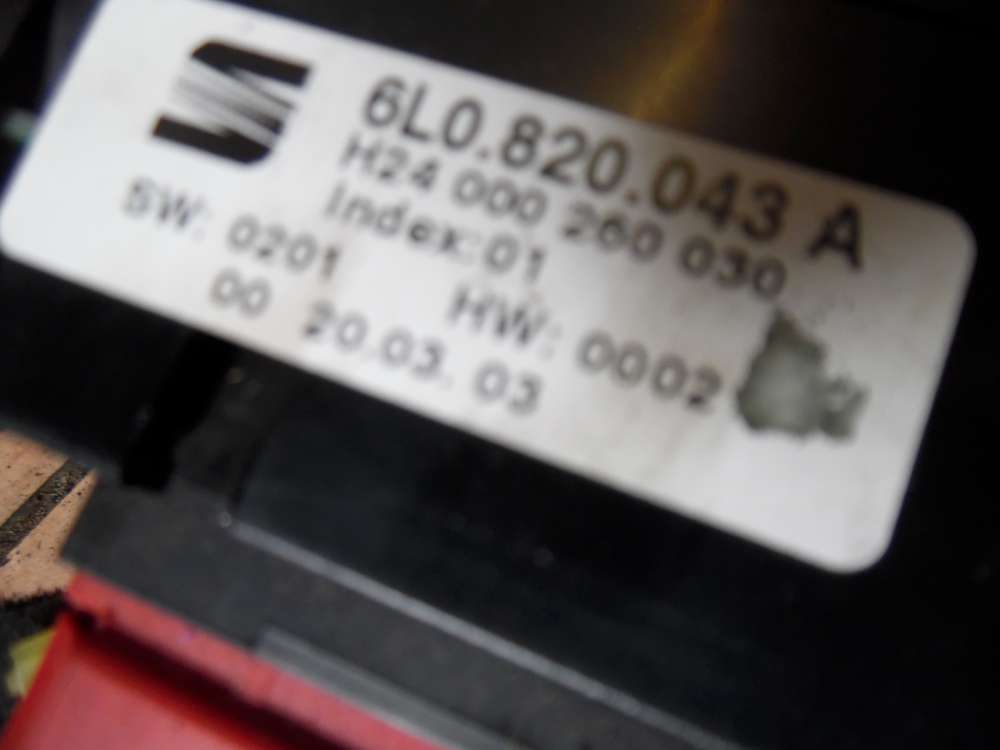 6L0.820.043 A
H24 000 260 030
Index:01
SW: 0201 HW: 0002
00 20.03.03